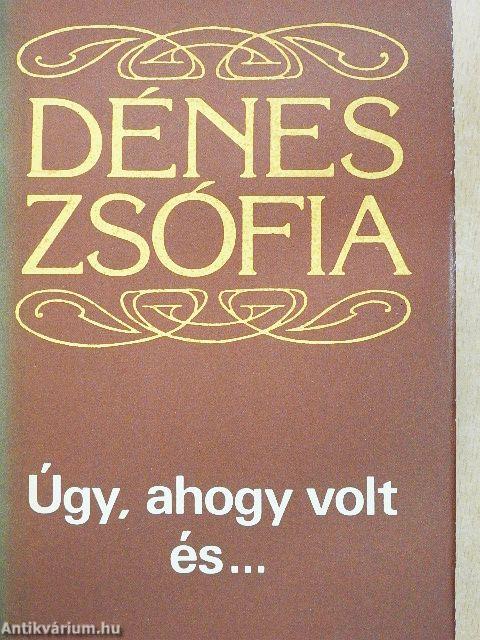 DÉNES
ZSÓFIA
Úgy, ahogy volt
és...
Antikvárium.hu